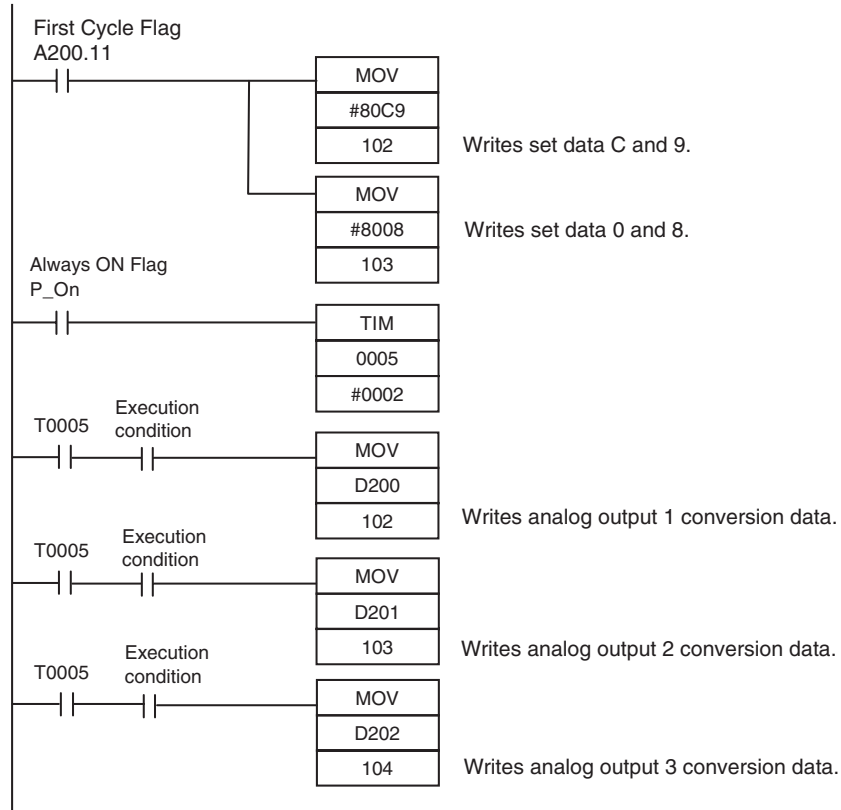 First Cycle Flag
A200.11
MOV
#80C9
102
Writes set data C and 9.
MOV
#8008
103
Writes set data 0 and 8.
Always ON Flag
P_On
TIM
0005
#0002
T0005
Execution
condition
MOV
D200
102
Writes analog output 1 conversion data.
T0005
Execution
condition
MOV
D201
103
Writes analog output 2 conversion data.
T0005
Execution
condition
MOV
D202
104
Writes analog output 3 conversion data.